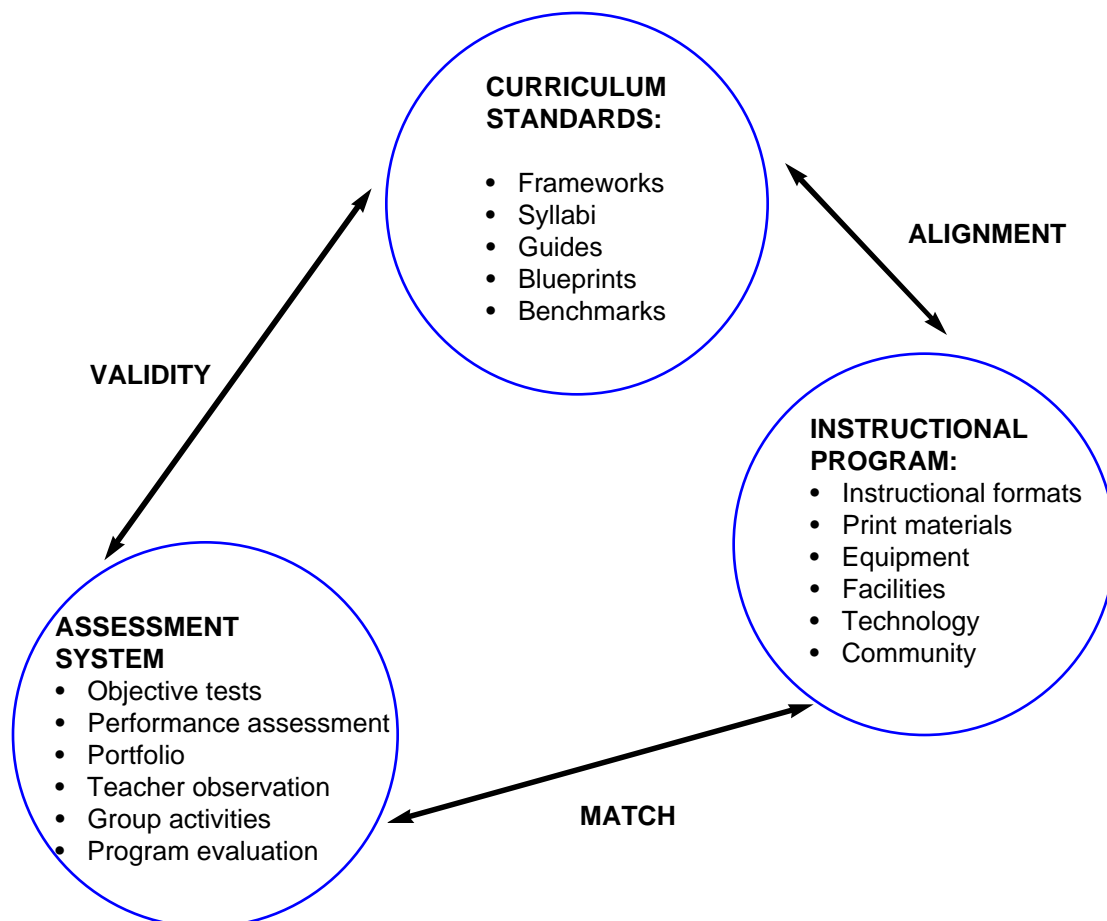 CURRICULUM
STANDARDS:
• Frameworks
• Syllabi
• Guides
• Blueprints
• Benchmarks
ALIGNMENT
VALIDITY
INSTRUCTIONAL
PROGRAM:
• Instructional formats
• Print materials
• Equipment
• Facilities
• Technology
• Community
ASSESSMENT
SYSTEM
• Objective tests
• Performance assessment
• Portfolio
• Teacher observation
• Group activities
• Program evaluation
MATCH